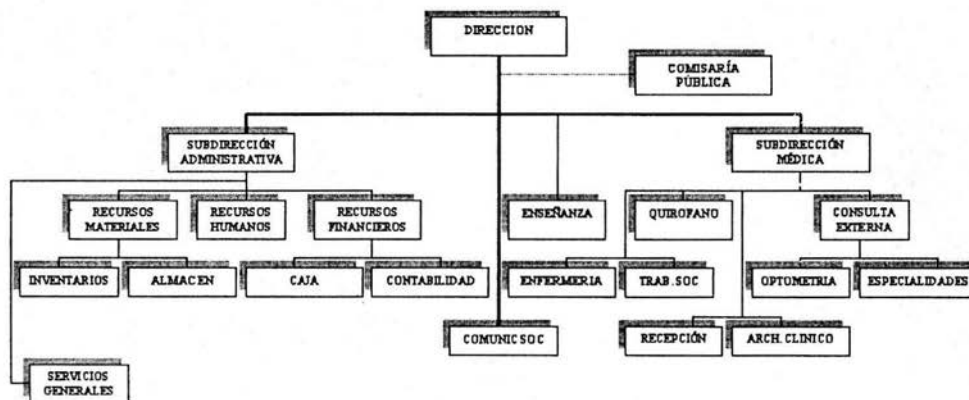 DIRECCION
COMISARÍA
PÚBLICA
SUBDIRECCIÓN
ADMINISTRATIVA
SUBDIRECCIÓN
MÉDICA
RECURSOS
MATERIALES
RECURSOS
HUMANOS
RECURSOS
FINANCIEROS
ENSEÑANZA
QUIROFANO
CONSULTA
EXTERNA
INVENTARIOS
ALMACEN
CAJA
CONTABILIDAD
ENFERMERIA
TRAB. SOC
OPTOMETRIA
ESPECIALIDADES
COMUNIC SOC
RECEPCIÓN
ARCH. CLINICO
SERVICIOS
GENERALES